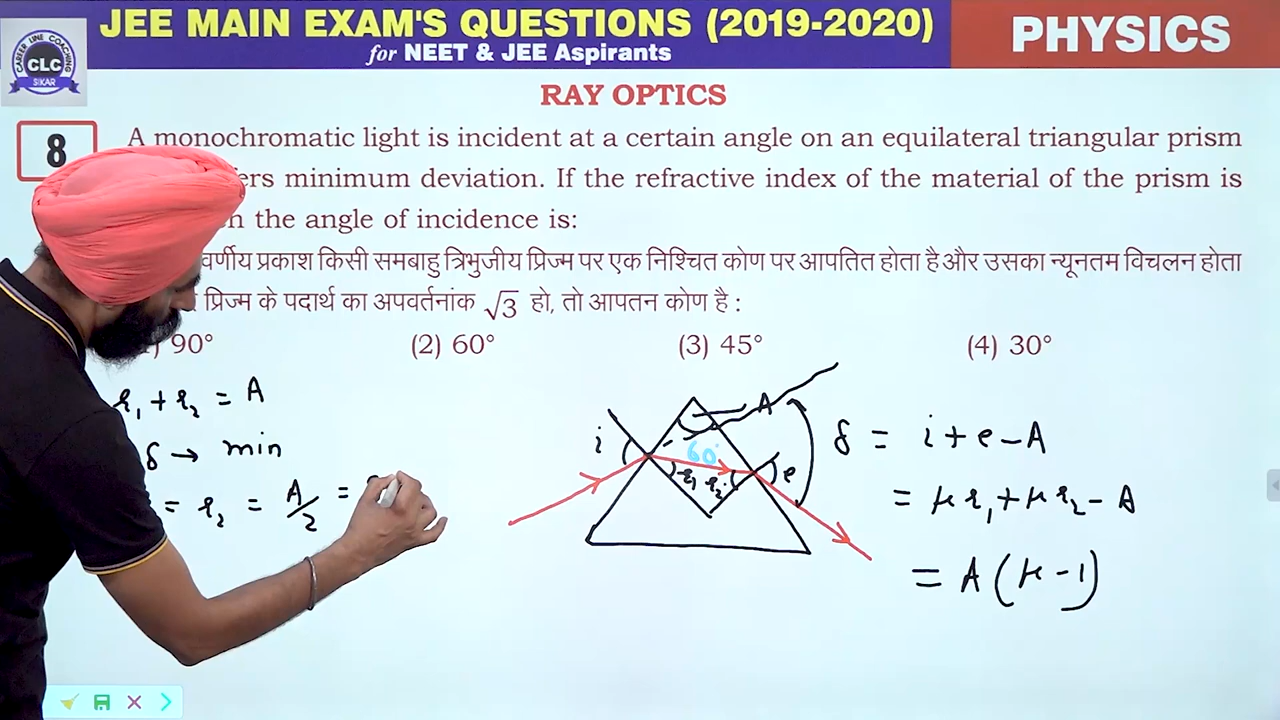 JEE MAIN EXAM'S QUESTIONS (2019-2020)
for NEET & JEE Aspirants
PHYSICS
CAREER LINE COACHING
CLC
SIKAR
RAY OPTICS
8
A monochromatic light is incident at a certain angle on an equilateral triangular prism
minimum deviation. If the refractive index of the material of the prism is
the angle of incidence is:
प्रकाश किसी समबाहु त्रिभुजीय प्रिज्म पर एक निश्चित कोण पर आपतित होता है और उसका न्यूनतम विचलन होता
प्रिज्म के पदार्थ का अपवर्तनांक √3 हो, तो आपतन कोण है :
90° (2) 60° (3) 45° (4) 30°
r₁ + r₂ = A
δ → min
= r₂ = A/2 =
i
A
60°
r₁ r₂
e
δ = i + e - A
= μr₁ + μr₂ - A
= A(μ - 1)